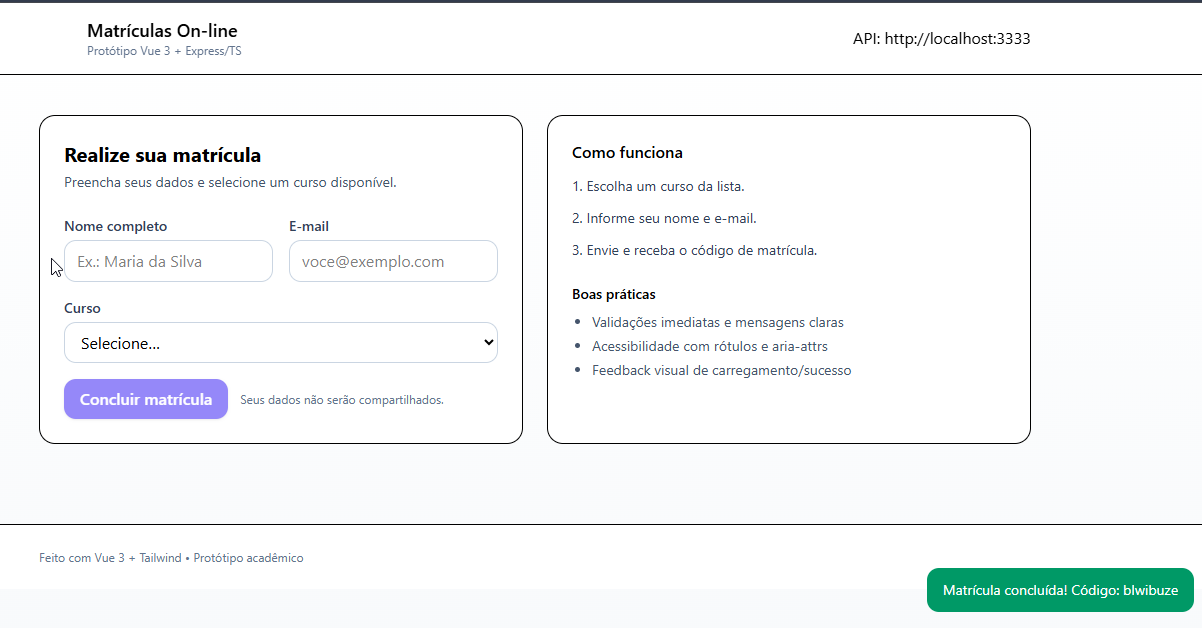 Matrículas On-line
Protótipo Vue 3 + Express/TS
API: http://localhost:3333
Realize sua matrícula
Preencha seus dados e selecione um curso disponível.
Nome completo
E-mail
Ex.: Maria da Silva
voce@exemplo.com
Curso
Selecione...
Concluir matrícula
Seus dados não serão compartilhados.
Como funciona
1. Escolha um curso da lista.
2. Informe seu nome e e-mail.
3. Envie e receba o código de matrícula.
Boas práticas
• Validações imediatas e mensagens claras
• Acessibilidade com rótulos e aria-attrs
• Feedback visual de carregamento/sucesso
Feito com Vue 3 + Tailwind • Protótipo acadêmico
Matrícula concluída! Código: blwibuze